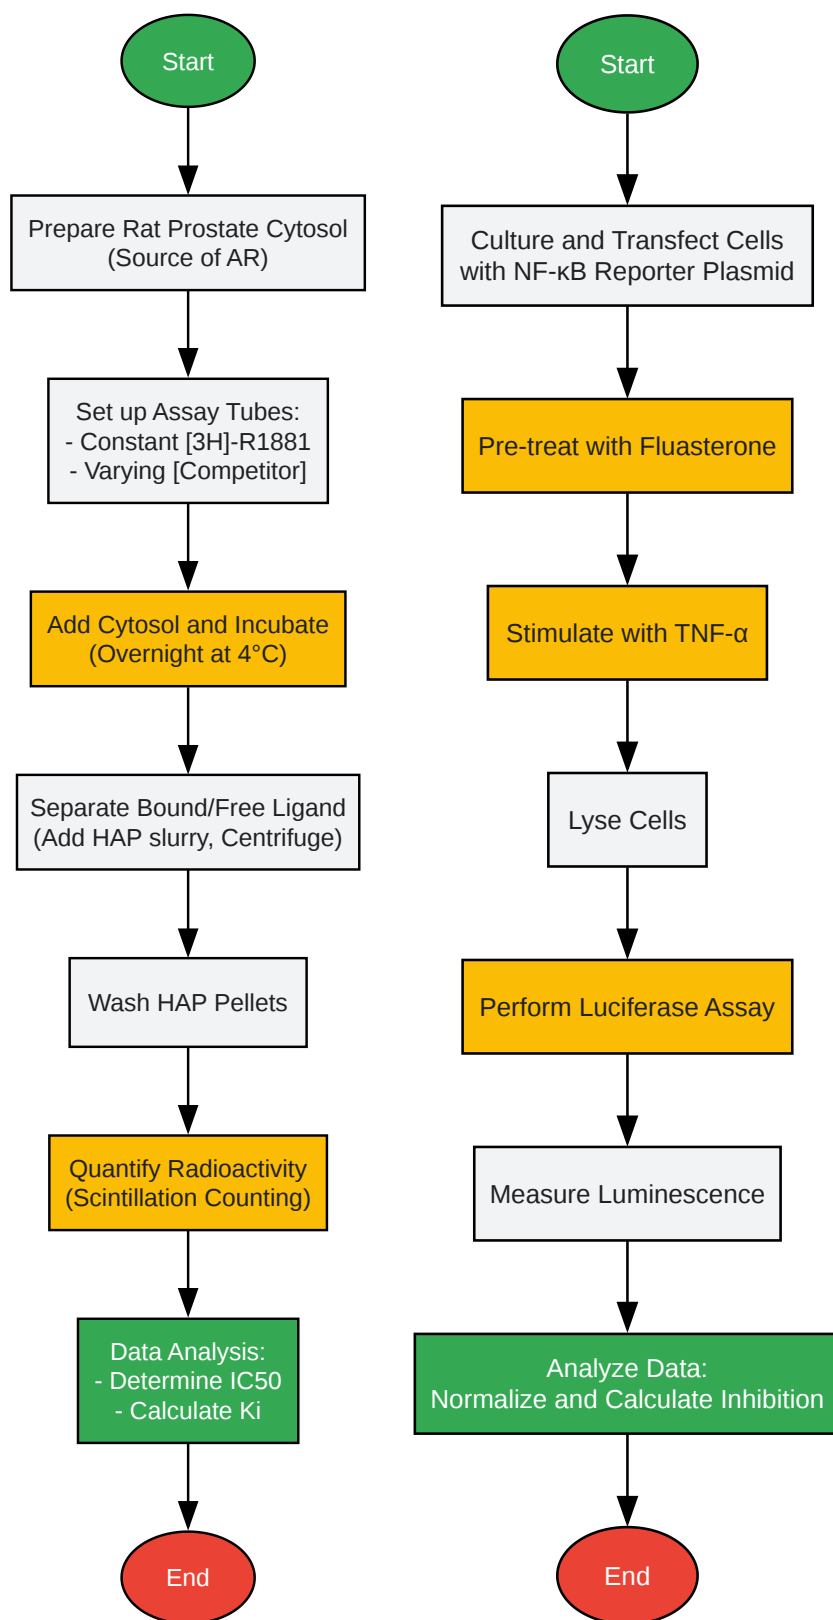 Start
Prepare Rat Prostate Cytosol
(Source of AR)
Set up Assay Tubes:
- Constant [3H]-R1881
- Varying [Competitor]
Add Cytosol and Incubate
(Overnight at 4°C)
Separate Bound/Free Ligand
(Add HAP slurry, Centrifuge)
Wash HAP Pellets
Quantify Radioactivity
(Scintillation Counting)
Data Analysis:
- Determine IC50
- Calculate Ki
End
Start
Culture and Transfect Cells
with NF-κB Reporter Plasmid
Pre-treat with Fluasterone
Stimulate with TNF-α
Lyse Cells
Perform Luciferase Assay
Measure Luminescence
Analyze Data:
Normalize and Calculate Inhibition
End